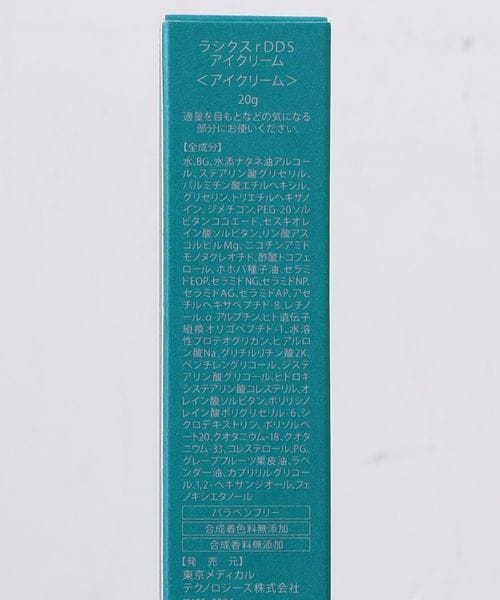 ラシクスrDDS
アイクリーム
＜アイクリーム＞
20g
適量を目もとなどの気になる
部分にお使いください。
【全成分】
水、BG、水添ナタネ油アルコー
ル、ステアリン酸グリセリル、
パルミチン酸エチルヘキシル、
グリセリン、トリエチルヘキサノ
イン、ジメチコン、PEG-20ソル
ビタンココエート、セスキオレ
イン酸ソルビタン、リン酸アス
コルビルMg、ニコチンアミド
モノヌクレオチド、酢酸トコフェ
ロール、ホホバ種子油、セラミ
ドEOP、セラミドNG、セラミドNP、
セラミドAG、セラミドAP、アセ
チルヘキサペプチド-8、レチノ
ール、α-アルブチン、ヒト遺伝子
組換オリゴペプチド-1、水溶
性プロテオグリカン、ヒアルロ
ン酸Na、グリチルリチン酸2K、
ペンチレングリコール、ジステ
アリン酸グリコール、ヒドロキ
システアリン酸コレステリル、オ
レイン酸ソルビタン、ポリリシノ
レイン酸ポリグリセリル-6、シ
クロデキストリン、ポリソルベ
ート20、クオタニウム-18、クオタ
ニウム-33、コレステロール、PG、
グレープフルーツ果皮油、ラベ
ンダー油、カプリリルグリコー
ル、1,2-ヘキサンジオール、フェ
ノキシエタノール
パラベンフリー
合成着色料無添加
合成香料無添加
【発売元】
東京メディカル
テクノロジーズ株式会社